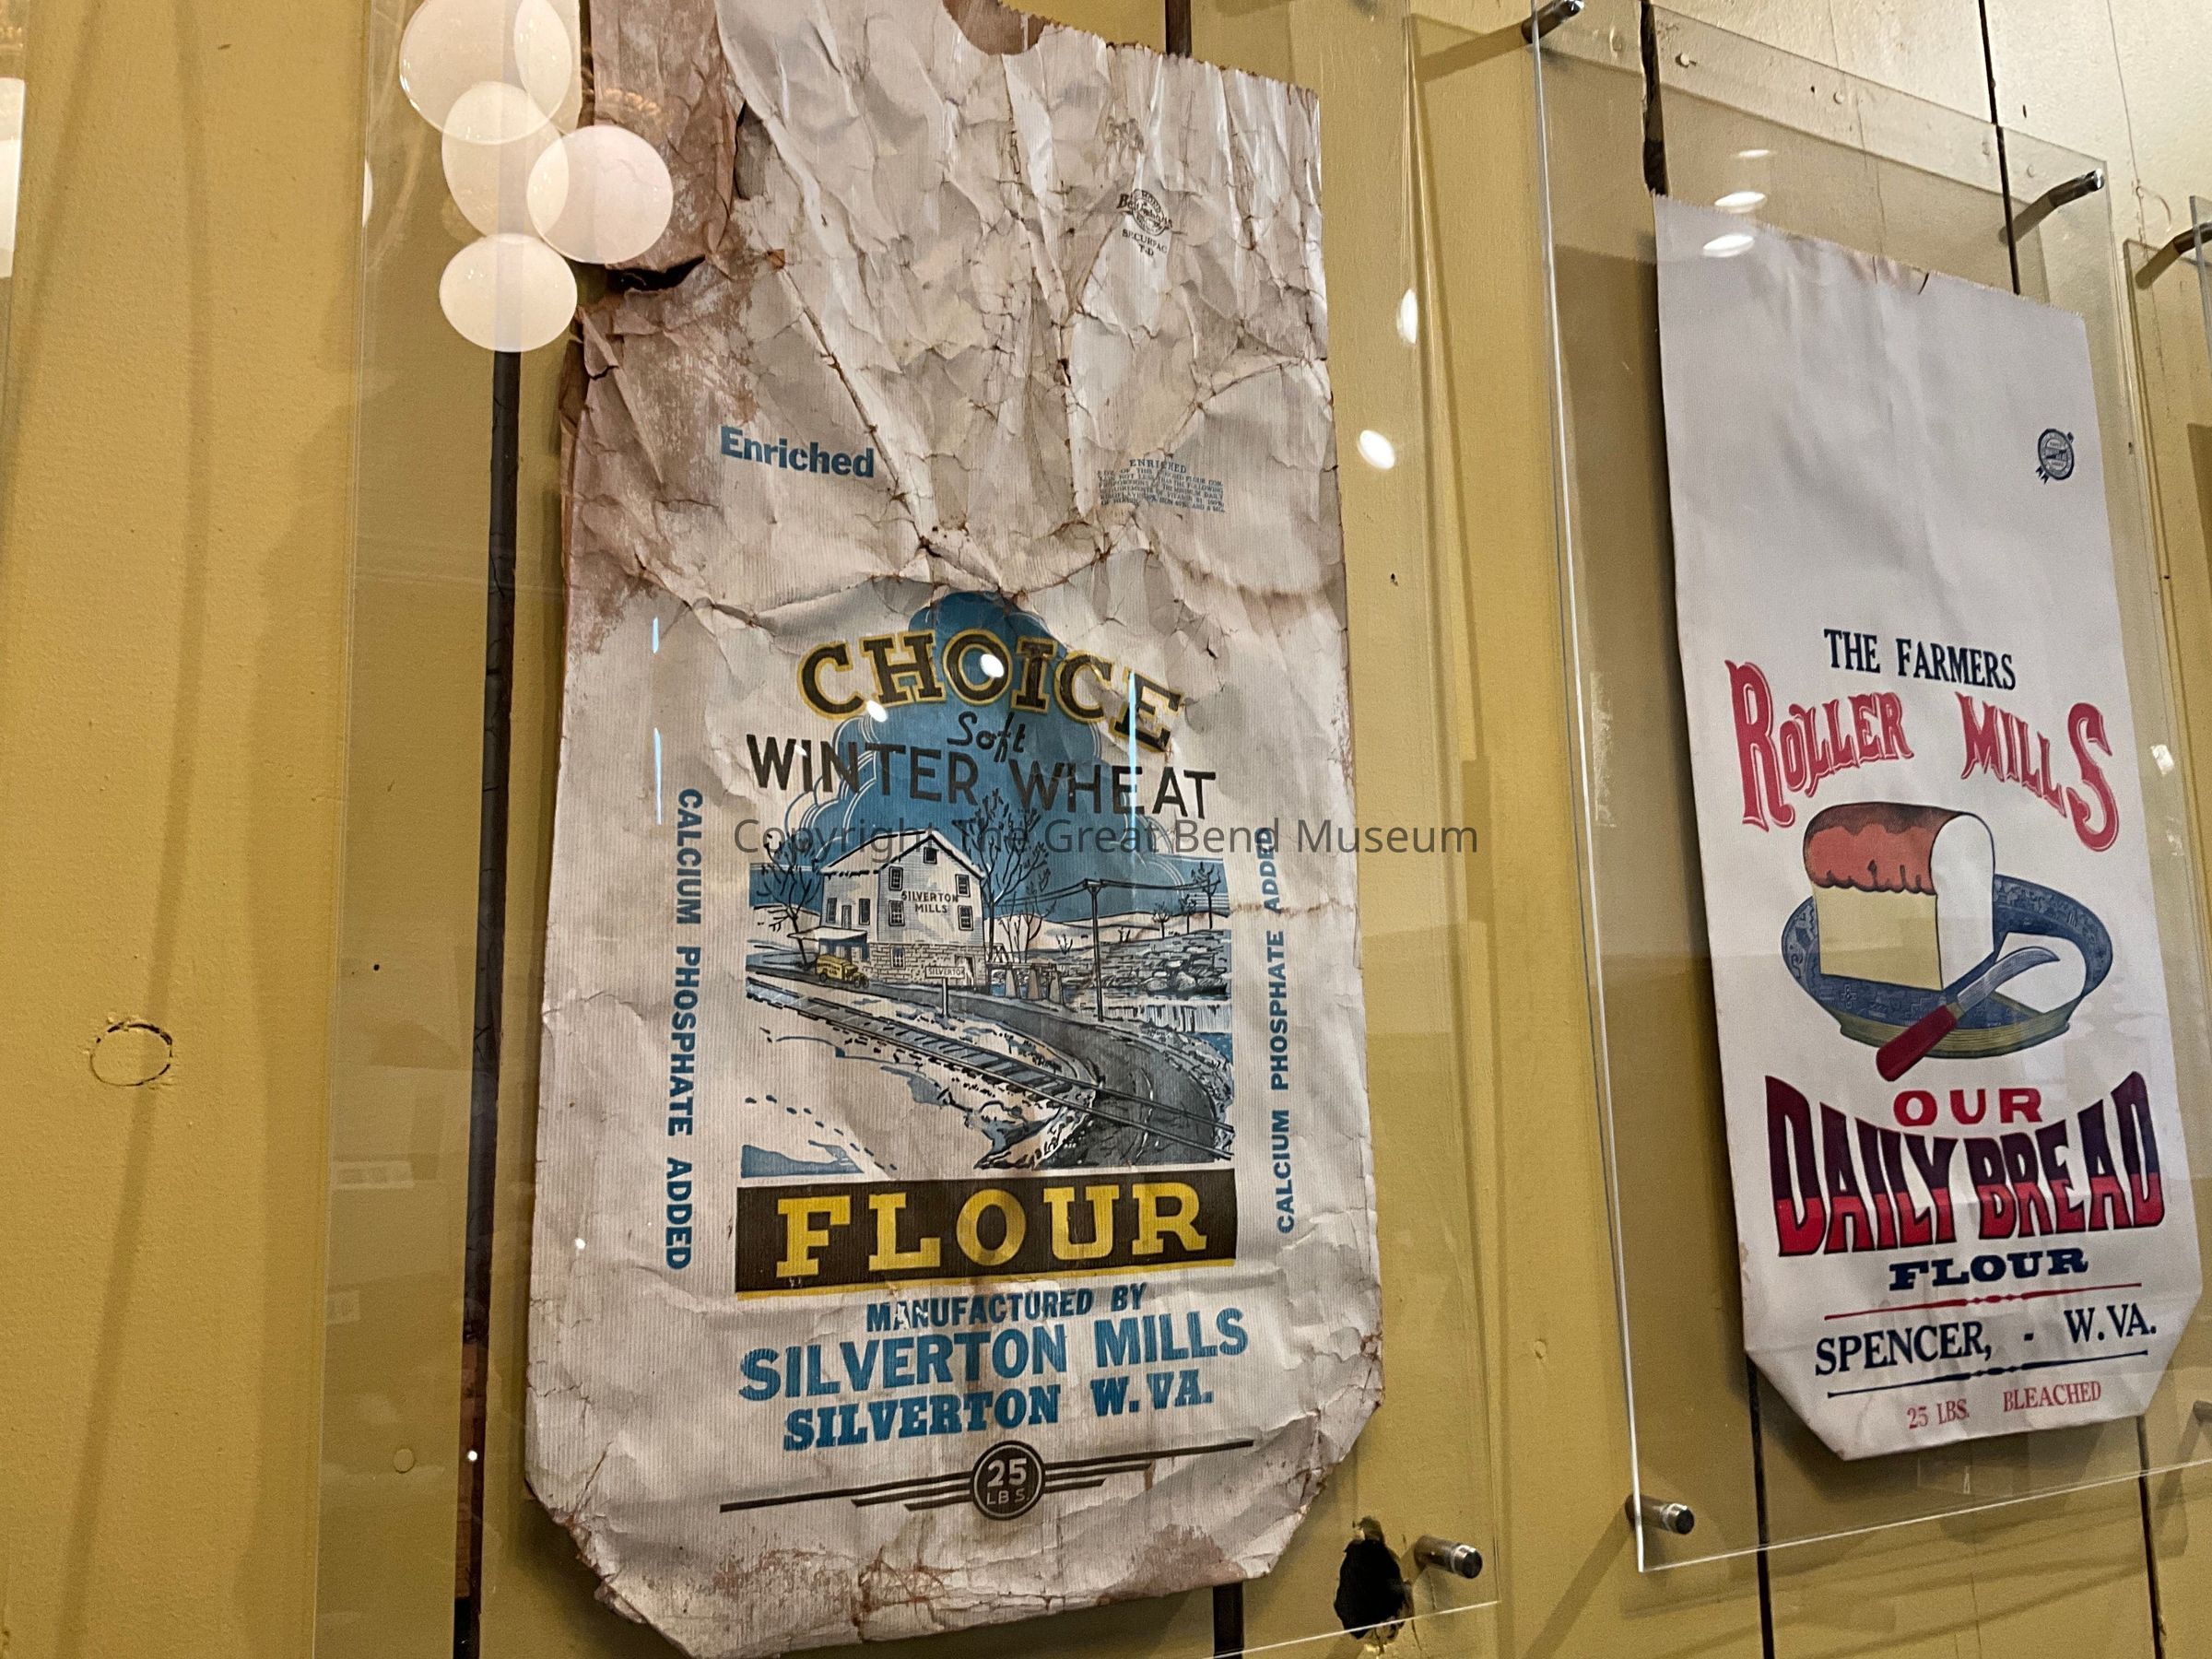 SECURPAC
T-D
Enriched
ENRICHED
CHOICE
Soft
WINTER WHEAT
SILVERTON
MILLS
SILVERTON
CALCIUM PHOSPHATE ADDED
CALCIUM PHOSPHATE ADDED
FLOUR
MANUFACTURED BY
SILVERTON MILLS
SILVERTON W. VA.
25
LBS.
THE FARMERS
ROLLER MILLS
OUR
DAILY BREAD
FLOUR
SPENCER, - W. VA.
25 LBS. BLEACHED
Copyright The Great Bend Museum